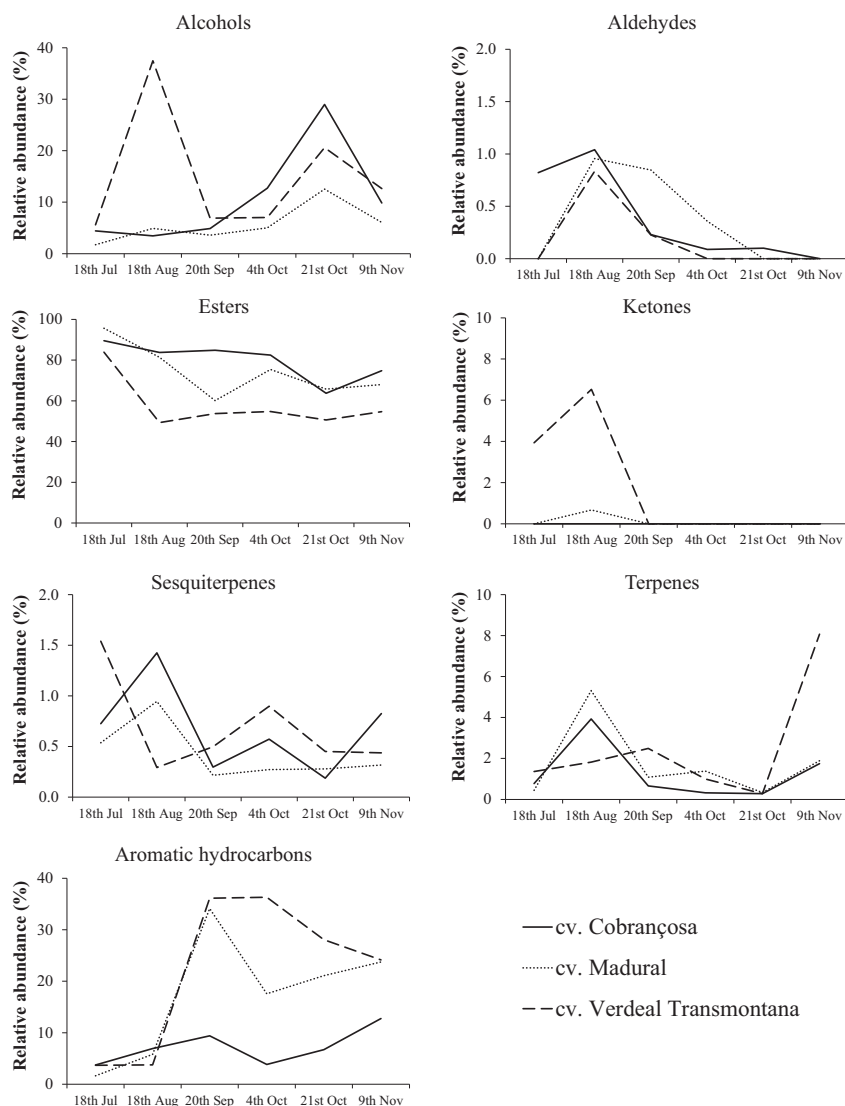 Alcohols
Relative abundance (%)
40
30
20
10
0
18th Jul 18th Aug 20th Sep 4th Oct 21st Oct 9th Nov
Aldehydes
Relative abundance (%)
2.0
1.5
1.0
0.5
0.0
18th Jul 18th Aug 20th Sep 4th Oct 21st Oct 9th Nov
Esters
Relative abundance (%)
100
80
60
40
20
0
18th Jul 18th Aug 20th Sep 4th Oct 21st Oct 9th Nov
Ketones
Relative abundance (%)
10
8
6
4
2
0
18th Jul 18th Aug 20th Sep 4th Oct 21st Oct 9th Nov
Sesquiterpenes
Relative abundance (%)
2.0
1.5
1.0
0.5
0.0
18th Jul 18th Aug 20th Sep 4th Oct 21st Oct 9th Nov
Terpenes
Relative abundance (%)
10
8
6
4
2
0
18th Jul 18th Aug 20th Sep 4th Oct 21st Oct 9th Nov
Aromatic hydrocarbons
Relative abundance (%)
40
30
20
10
0
18th Jul 18th Aug 20th Sep 4th Oct 21st Oct 9th Nov
cv. Cobrançosa
cv. Madural
cv. Verdeal Transmontana